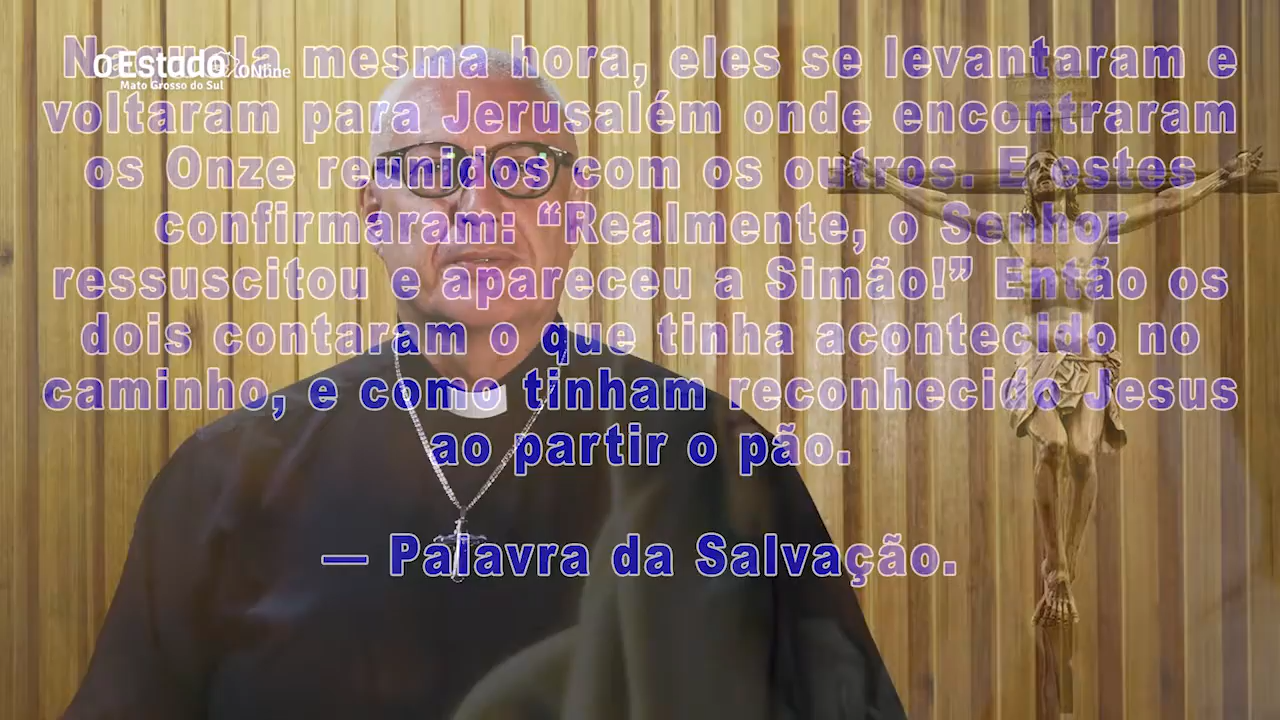 Naquela mesma hora, eles se levantaram e
voltaram para Jerusalém onde encontraram
os Onze reunidos com os outros. E estes
confirmaram: “Realmente, o Senhor
ressuscitou e apareceu a Simão!” Então os
dois contaram o que tinha acontecido no
caminho, e como tinham reconhecido Jesus
ao partir o pão.
— Palavra da Salvação.
O Estado ONline
Mato Grosso do Sul